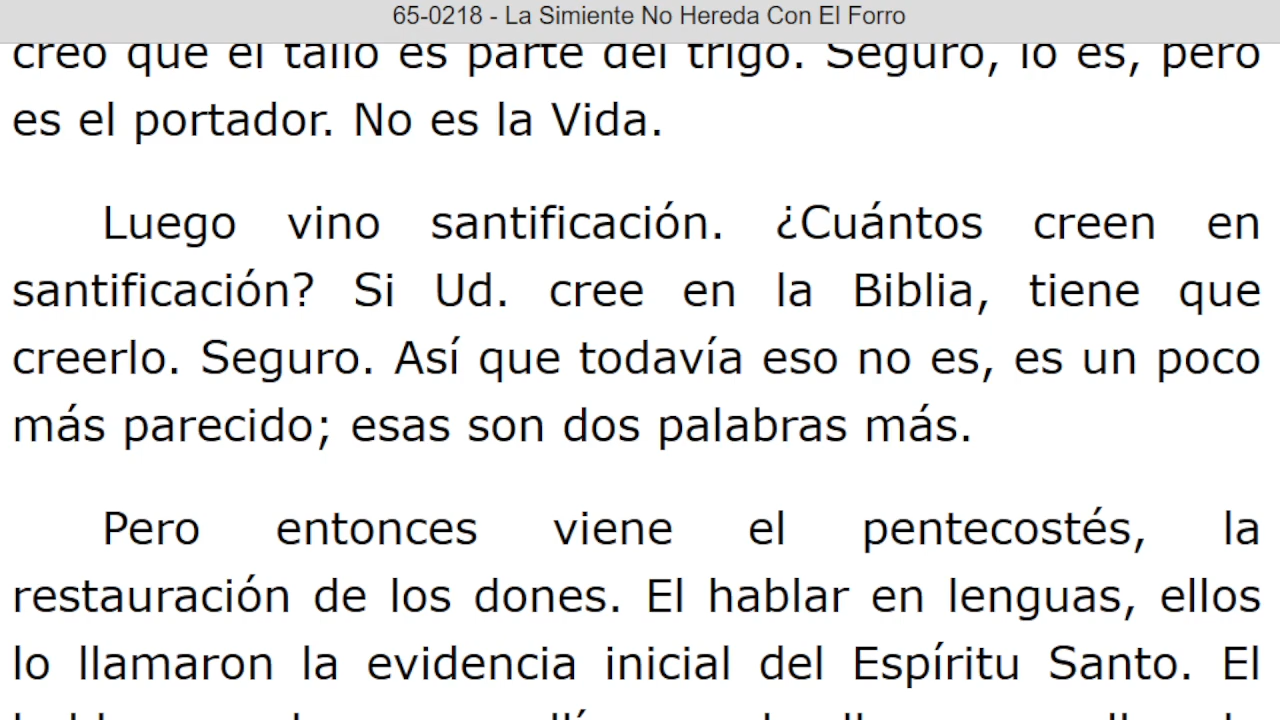 65-0218 - La Simiente No Hereda Con El Forro
creo que el tallo es parte del trigo. Seguro, lo es, pero
es el portador. No es la Vida.
Luego vino santificación. ¿Cuántos creen en
santificación? Si Ud. cree en la Biblia, tiene que
creerlo. Seguro. Así que todavía eso no es, es un poco
más parecido; esas son dos palabras más.
Pero entonces viene el pentecostés, la
restauración de los dones. El hablar en lenguas, ellos
lo llamaron la evidencia inicial del Espíritu Santo. El